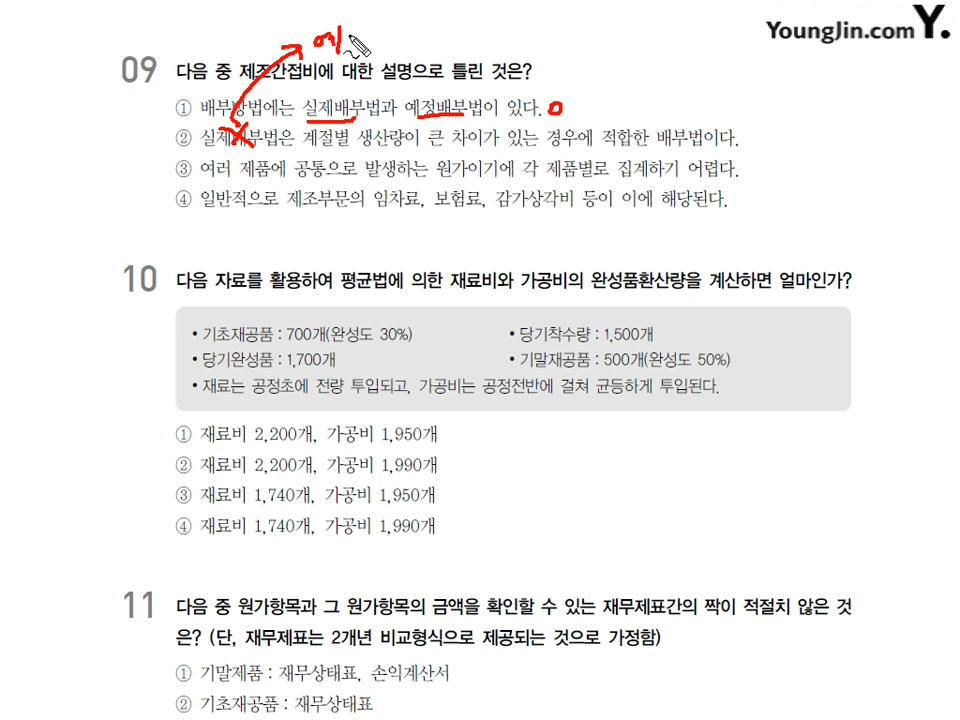 YoungJin.com Y.
예
09 다음 중 제조간접비에 대한 설명으로 틀린 것은?
① 배부방법에는 실제배부법과 예정배부법이 있다.
② 실제배부법은 계절별 생산량이 큰 차이가 있는 경우에 적합한 배부법이다.
③ 여러 제품에 공통으로 발생하는 원가이기에 각 제품별로 집계하기 어렵다.
④ 일반적으로 제조부문의 임차료, 보험료, 감가상각비 등이 이에 해당된다.
10 다음 자료를 활용하여 평균법에 의한 재료비와 가공비의 완성품환산량을 계산하면 얼마인가?
• 기초재공품 : 700개(완성도 30%) • 당기착수량 : 1,500개
• 당기완성품 : 1,700개 • 기말재공품 : 500개(완성도 50%)
• 재료는 공정초에 전량 투입되고, 가공비는 공정전반에 걸쳐 균등하게 투입된다.
① 재료비 2,200개, 가공비 1,950개
② 재료비 2,200개, 가공비 1,990개
③ 재료비 1,740개, 가공비 1,950개
④ 재료비 1,740개, 가공비 1,990개
11 다음 중 원가항목과 그 원가항목의 금액을 확인할 수 있는 재무제표간의 짝이 적절치 않은 것
은? (단, 재무제표는 2개년 비교형식으로 제공되는 것으로 가정함)
① 기말제품 : 재무상태표, 손익계산서
② 기초재공품 : 재무상태표